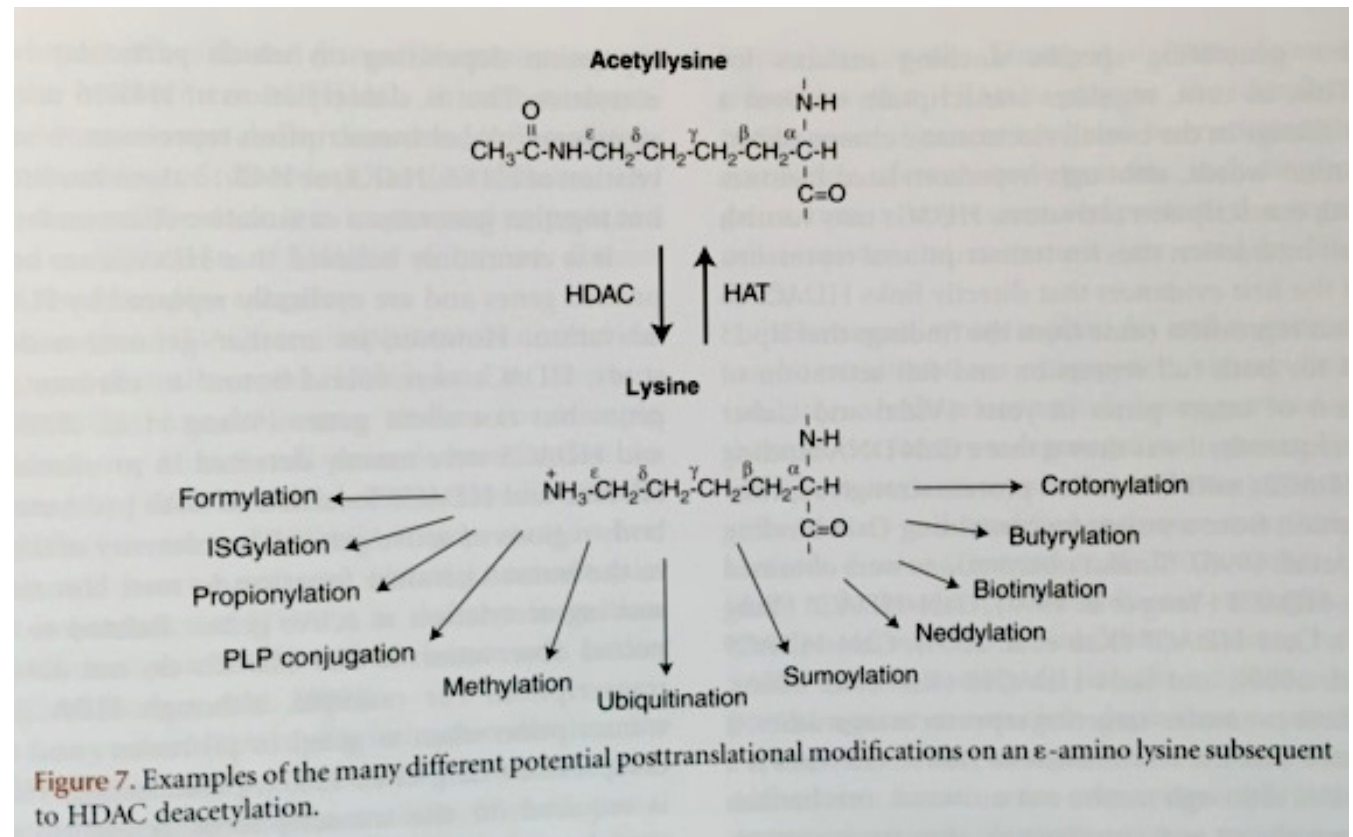 Acetyllysine
N-H
O
ε δ γ β α
CH3-C-NH-CH2-CH2-CH2-CH2-C-H
C=O
HDAC HAT
Lysine
N-H
+ ε δ γ β α
NH3-CH2-CH2-CH2-CH2-C-H
C=O
Formylation
Crotonylation
ISGylation
Butyrylation
Propionylation
Biotinylation
PLP conjugation
Neddylation
Methylation
Sumoylation
Ubiquitination
Figure 7. Examples of the many different potential posttranslational modifications on an ε-amino lysine subsequent
to HDAC deacetylation.